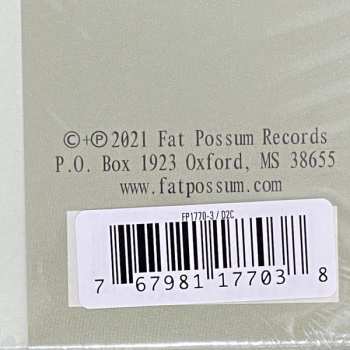 ©+℗2021 Fat Possum Records
P.O. Box 1923 Oxford, MS 38655
www.fatpossum.com
FP1770-3 / D2C
7 67981 17703 8